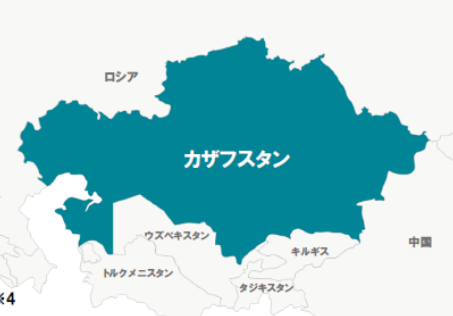 ロシア
カザフスタン
ウズベキスタン
キルギス
中国
トルクメニスタン
タジキスタン
※4